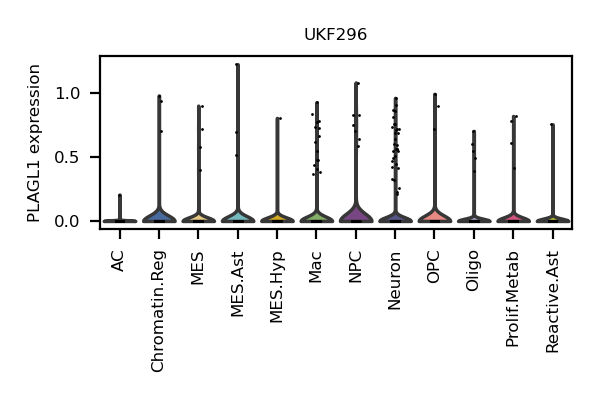 UKF296
PLAGL1 expression
1.0
0.5
0.0
AC
Chromatin.Reg
MES
MES.Ast
MES.Hyp
Mac
NPC
Neuron
OPC
Oligo
Prolif.Metab
Reactive.Ast